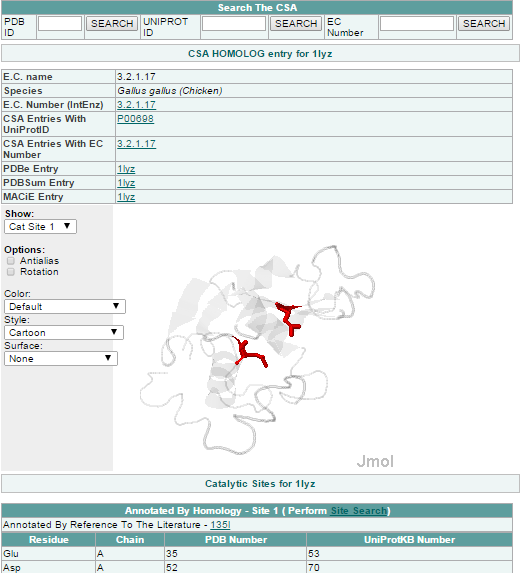 Search The CSA
PDB ID SEARCH UNIPROT ID SEARCH EC Number SEARCH
CSA HOMOLOG entry for 1lyz
E.C. name 3.2.1.17
Species Gallus gallus (Chicken)
E.C. Number (IntEnz) 3.2.1.17
CSA Entries With UniProtID P00698
CSA Entries With EC Number 3.2.1.17
PDBe Entry 1lyz
PDBSum Entry 1lyz
MACiE Entry 1lyz
Show:
Cat Site 1
Options:
Antialias
Rotation
Color:
Default
Style:
Cartoon
Surface:
None
Jmol
Catalytic Sites for 1lyz
Annotated By Homology - Site 1 ( Perform Site Search)
Annotated By Reference To The Literature - 135l
Residue Chain PDB Number UniProtKB Number
Glu A 35 53
Asp A 52 70